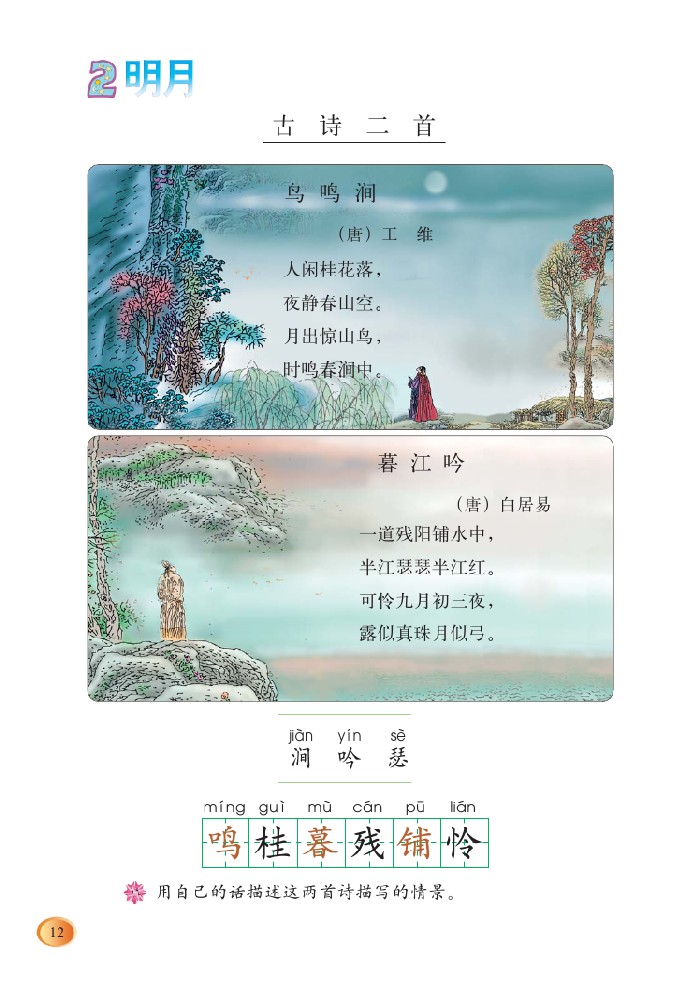 2 明月
古诗二首
鸟鸣涧
（唐）王 维
人闲桂花落，
夜静春山空。
月出惊山鸟，
时鸣春涧中。
暮江吟
（唐）白居易
一道残阳铺水中，
半江瑟瑟半江红。
可怜九月初三夜，
露似真珠月似弓。
jiàn yín sè
涧 吟 瑟
míng guì mù cán pū lián
鸣 桂 暮 残 铺 怜
用自己的话描述这两首诗描写的情景。
12